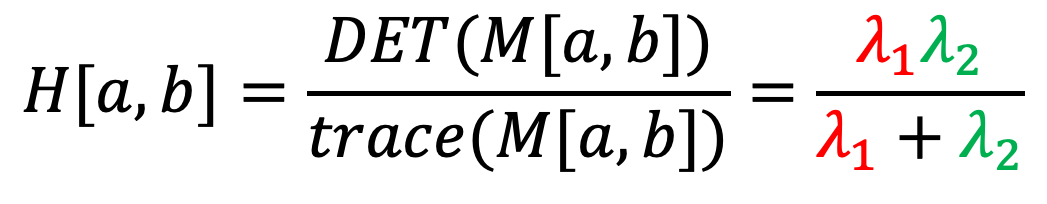 H[a, b] = DET(M[a, b]) / trace(M[a, b]) = λ₁λ₂ / λ₁ + λ₂